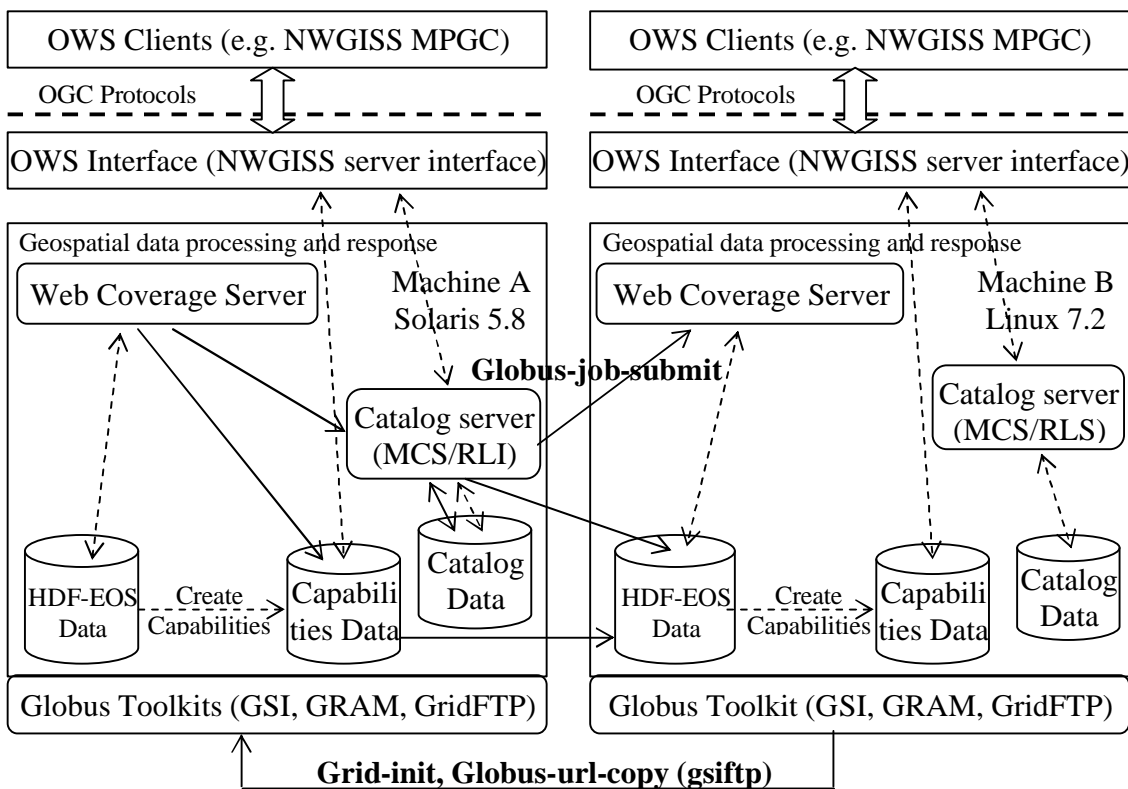 OWS Clients (e.g. NWGISS MPGC)
OGC Protocols
OWS Interface (NWGISS server interface)
Geospatial data processing and response
Web Coverage Server
Machine A
Solaris 5.8
Catalog server
(MCS/RLI)
HDF-EOS
Data
Create
Capabilities
Capabili
ties Data
Catalog
Data
Globus Toolkits (GSI, GRAM, GridFTP)
Globus-job-submit
OWS Clients (e.g. NWGISS MPGC)
OGC Protocols
OWS Interface (NWGISS server interface)
Geospatial data processing and response
Web Coverage Server
Machine B
Linux 7.2
Catalog server
(MCS/RLS)
HDF-EOS
Data
Create
Capabilities
Capabili
ties Data
Catalog
Data
Globus Toolkit (GSI, GRAM, GridFTP)
Grid-init, Globus-url-copy (gsiftp)